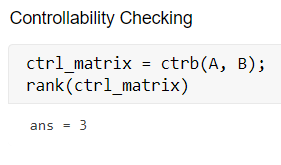 Controllability Checking
ctrl_matrix = ctrb(A, B);
rank(ctrl_matrix)
ans = 3